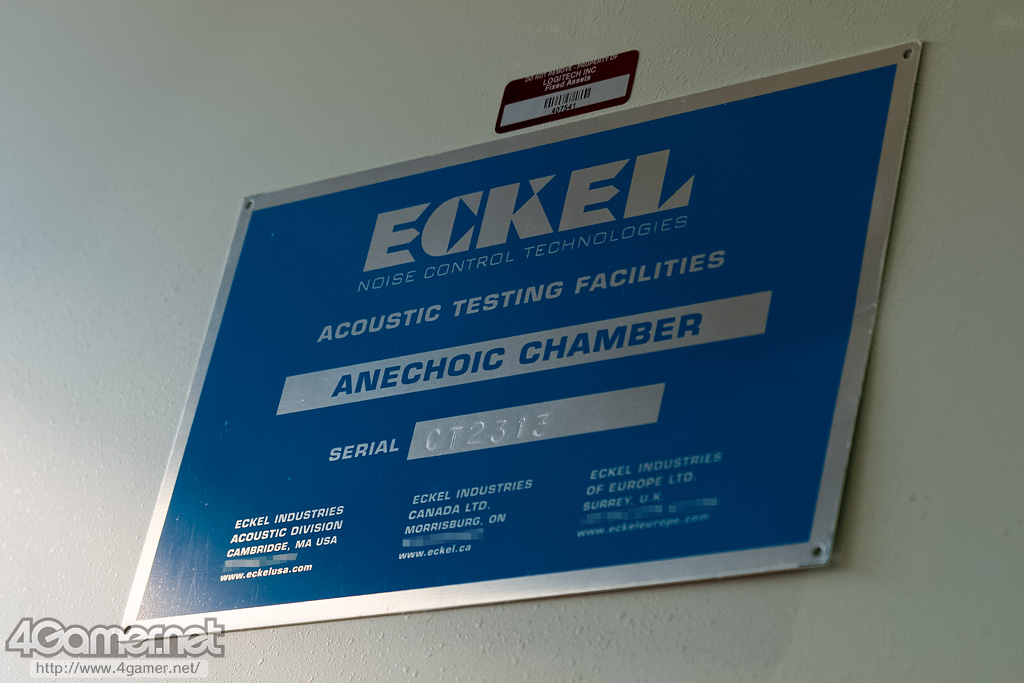 DO NOT REMOVE - PROPERTY OF
LOGITECH INC
Fixed Assets
407541
ECKEL
NOISE CONTROL TECHNOLOGIES
ACOUSTIC TESTING FACILITIES
ANECHOIC CHAMBER
SERIAL CT2313
ECKEL INDUSTRIES
ACOUSTIC DIVISION
CAMBRIDGE, MA USA
www.eckelusa.com
ECKEL INDUSTRIES
CANADA LTD.
MORRISBURG, ON
www.eckel.ca
ECKEL INDUSTRIES
OF EUROPE LTD.
SURREY, U.K.
www.eckeleurope.com
4Gamer.net
http://www.4gamer.net/